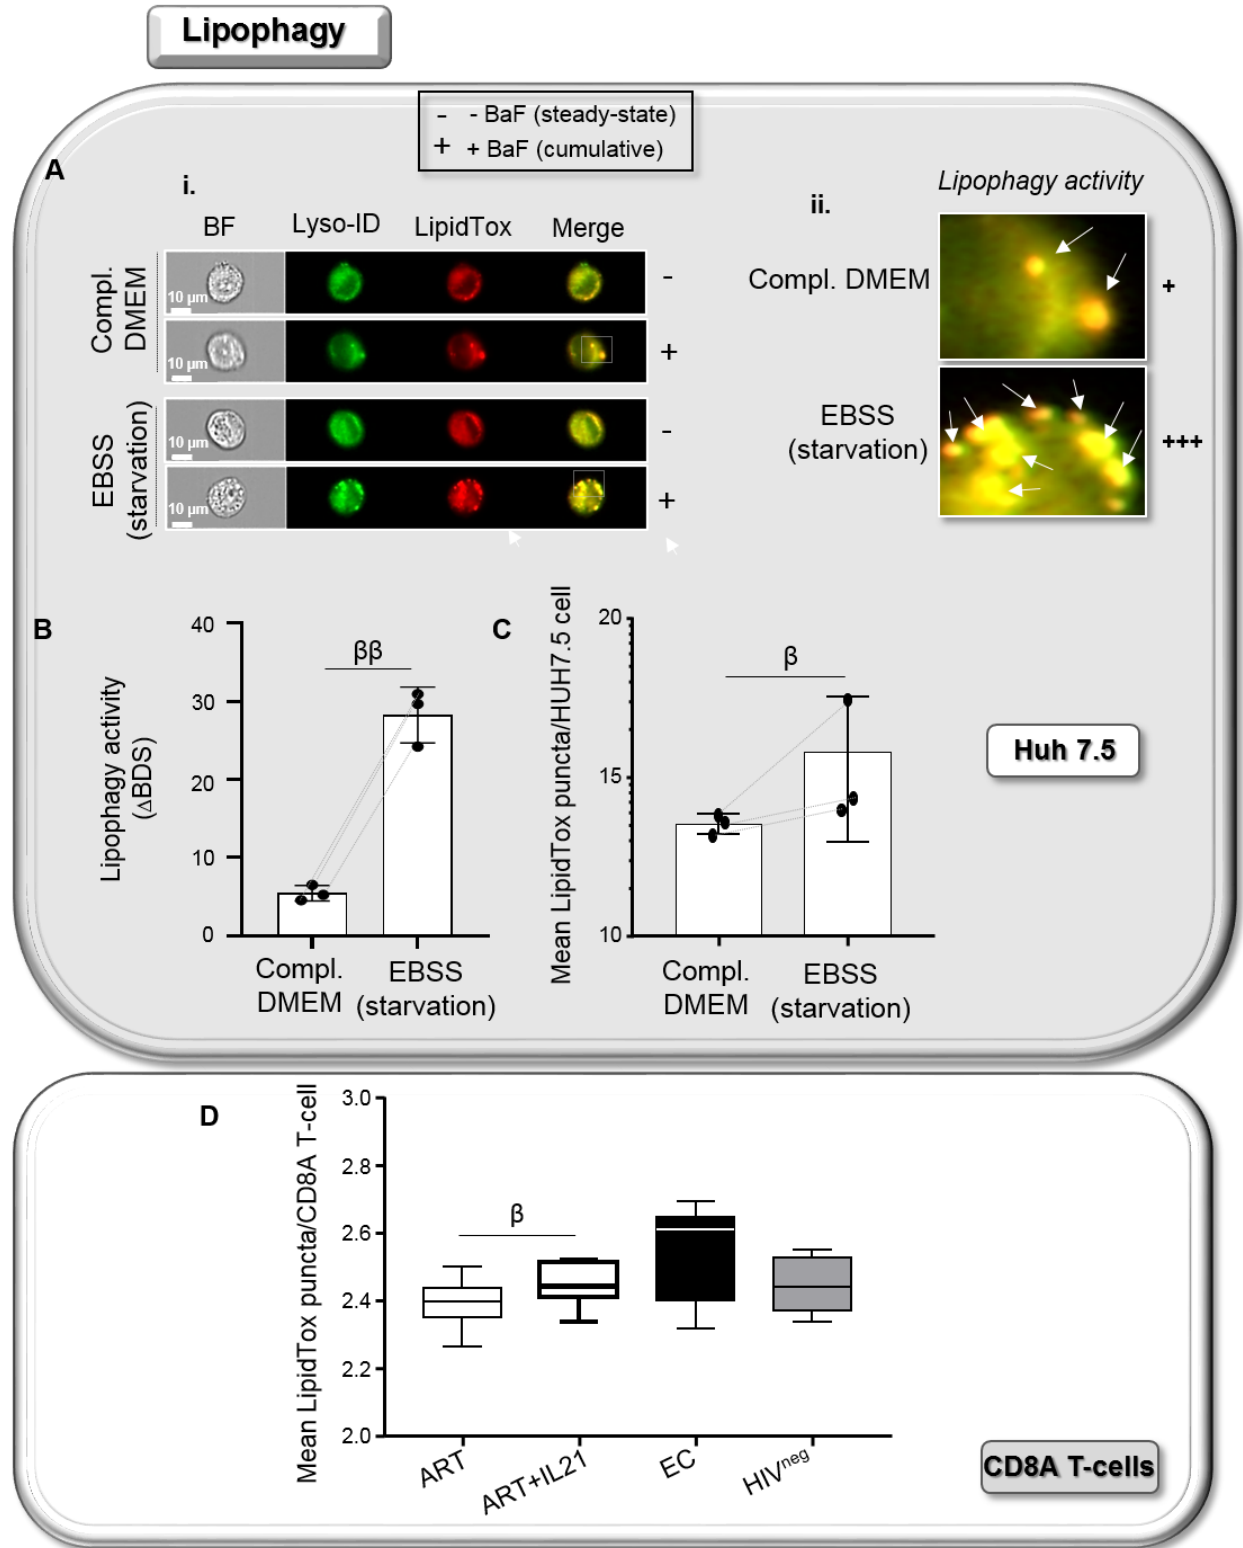 Lipophagy
- - BaF (steady-state)
+ + BaF (cumulative)
A
i.
BF
Lyso-ID
LipidTox
Merge
Compl.
DMEM
10 µm
-
10 µm
+
EBSS
(starvation)
10 µm
-
10 µm
+
ii.
Lipophagy activity
Compl. DMEM
+
EBSS
(starvation)
+++
B
Lipophagy activity
(ΔBDS)
40
30
20
10
0
ββ
Compl.
DMEM
EBSS
(starvation)
C
Mean LipidTox puncta/HUH7.5 cell
20
15
10
β
Compl.
DMEM
EBSS
(starvation)
Huh 7.5
D
Mean LipidTox puncta/CD8A T-cell
3.0
2.8
2.6
2.4
2.2
2.0
β
ART
ART+IL21
EC
HIVneg
CD8A T-cells